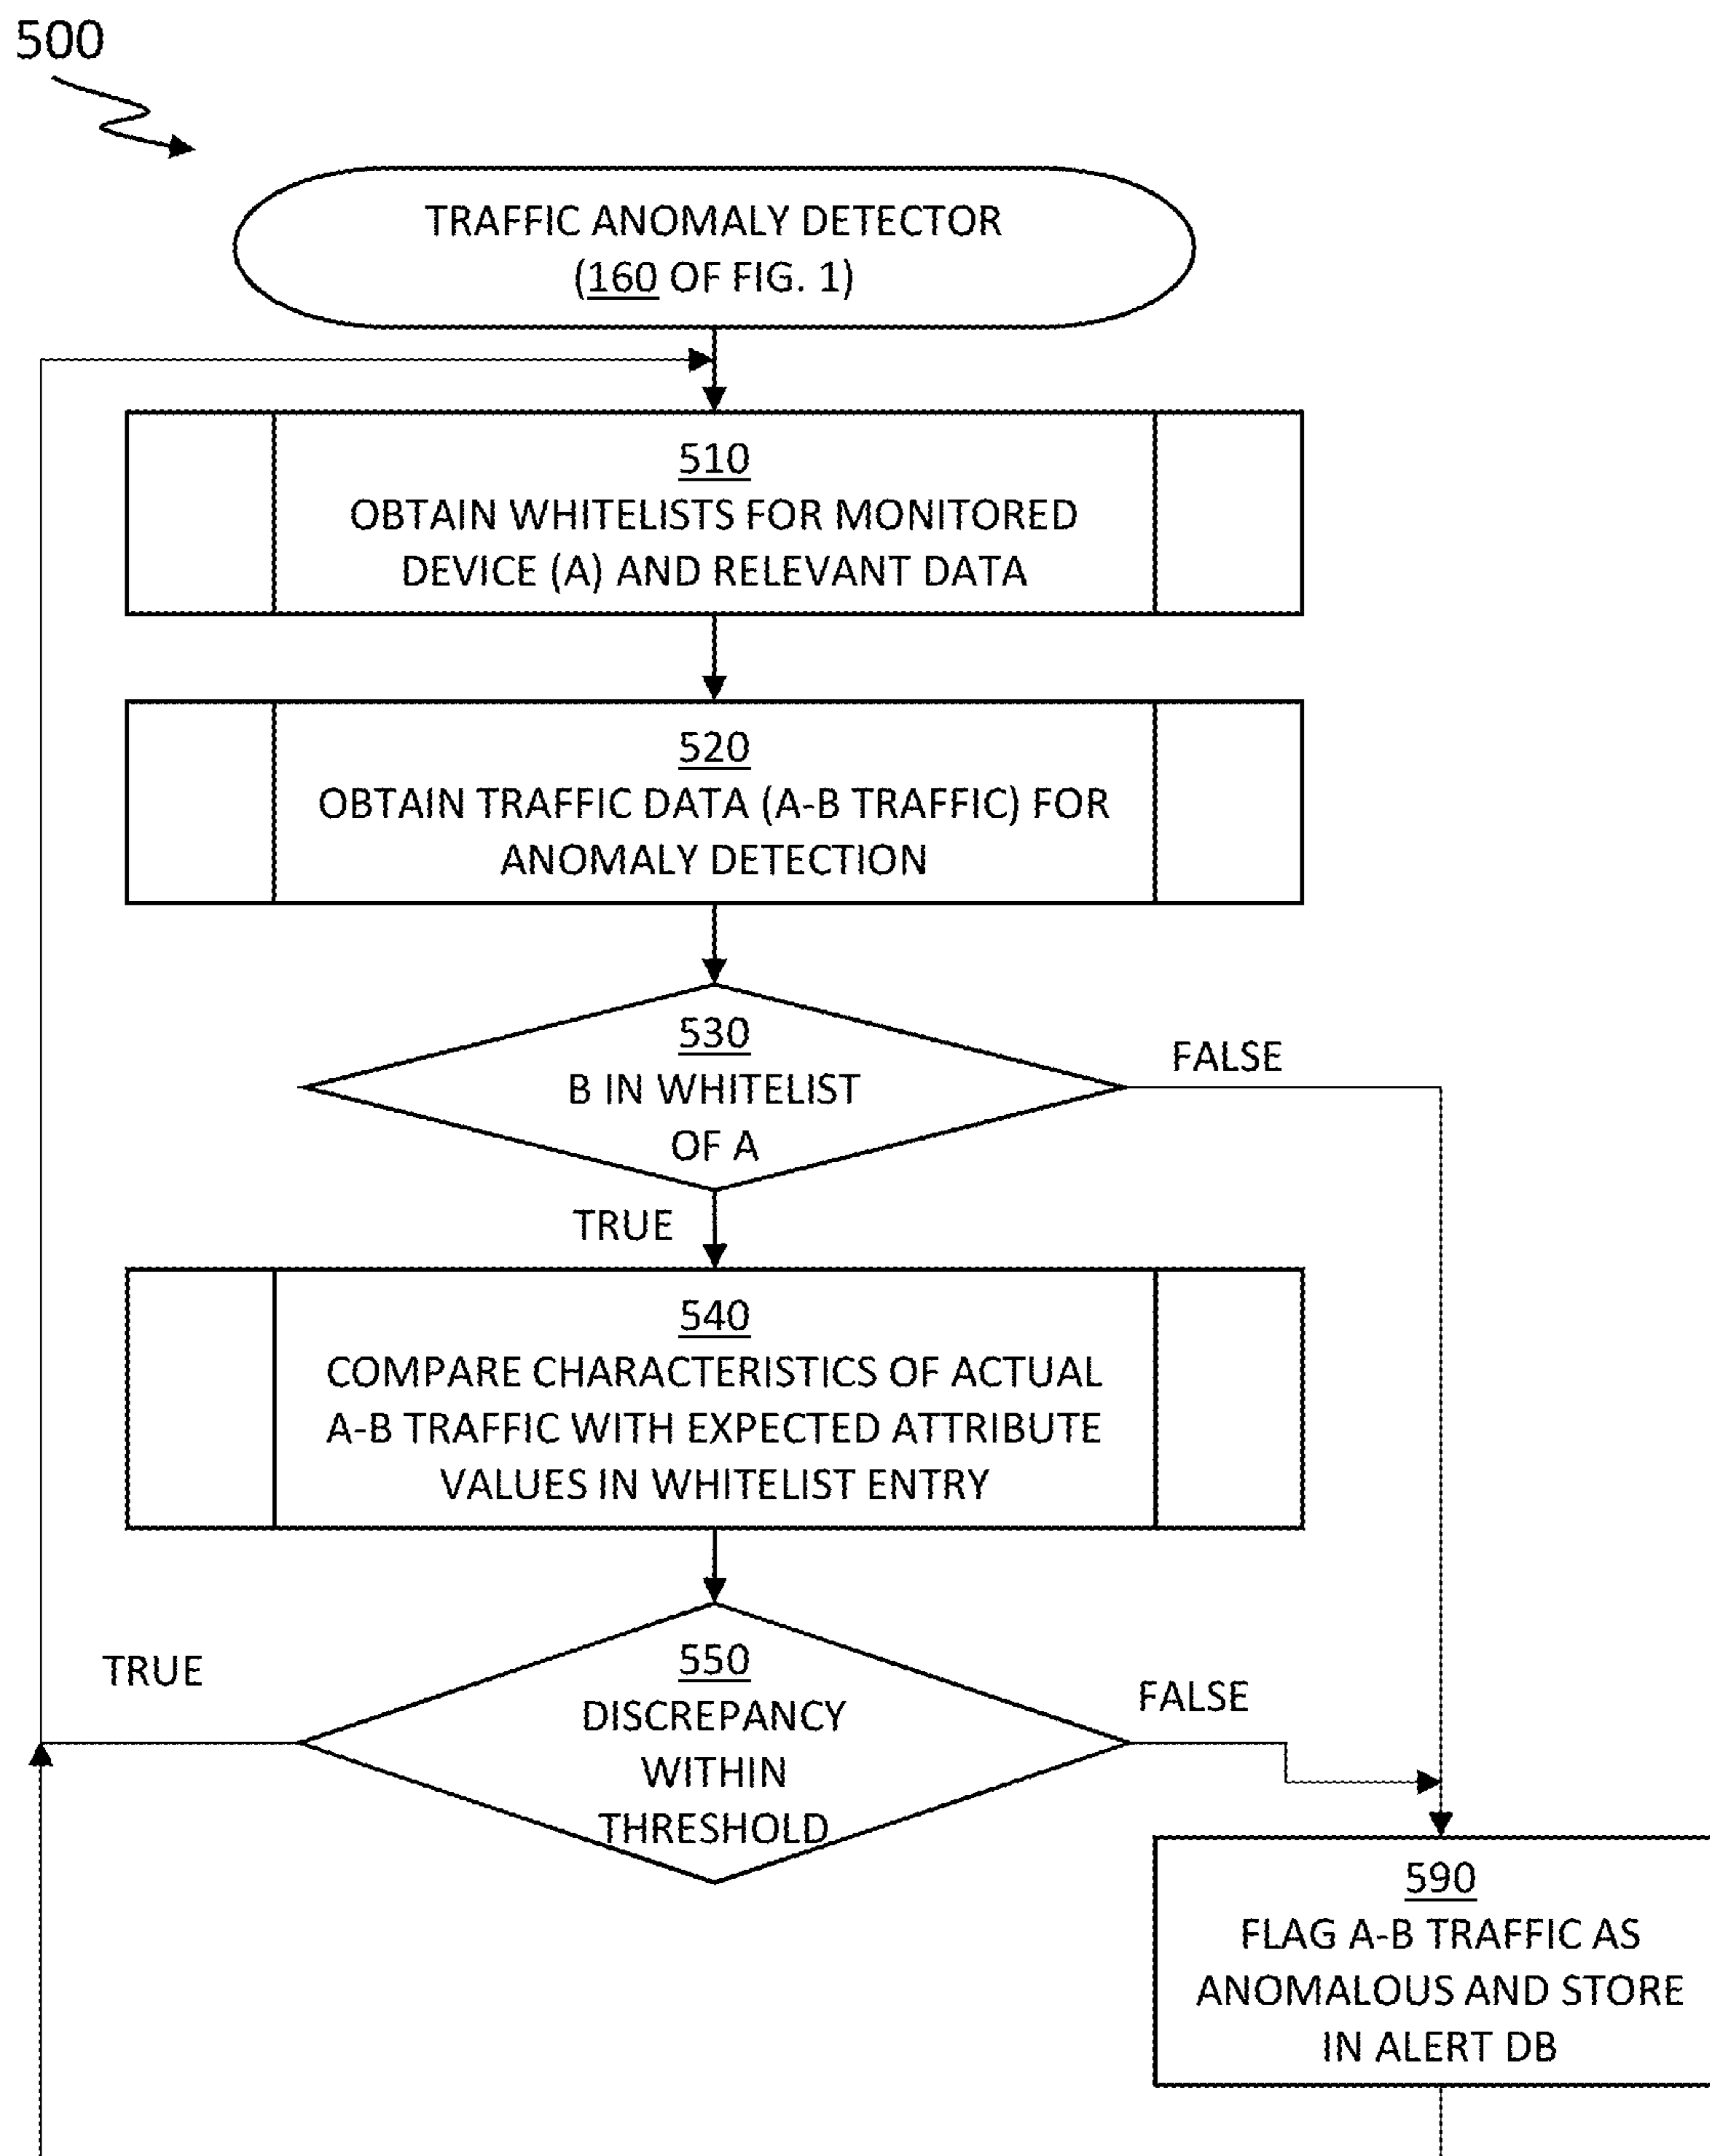 500
TRAFFIC ANOMALY DETECTOR
(160 OF FIG. 1)
510
OBTAIN WHITELISTS FOR MONITORED
DEVICE (A) AND RELEVANT DATA
520
OBTAIN TRAFFIC DATA (A-B TRAFFIC) FOR
ANOMALY DETECTION
530
B IN WHITELIST
OF A
FALSE
TRUE
540
COMPARE CHARACTERISTICS OF ACTUAL
A-B TRAFFIC WITH EXPECTED ATTRIBUTE
VALUES IN WHITELIST ENTRY
TRUE
550
DISCREPANCY
WITHIN
THRESHOLD
FALSE
590
FLAG A-B TRAFFIC AS
ANOMALOUS AND STORE
IN ALERT DB